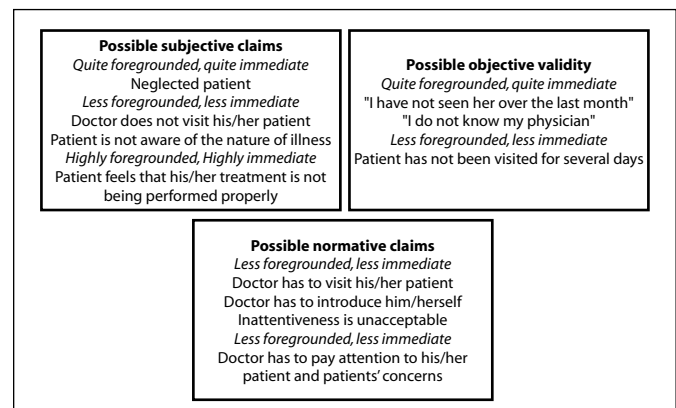 Possible subjective claims
Quite foregrounded, quite immediate
Neglected patient
Less foregrounded, less immediate
Doctor does not visit his/her patient
Patient is not aware of the nature of illness
Highly foregrounded, Highly immediate
Patient feels that his/her treatment is not
being performed properly
Possible objective validity
Quite foregrounded, quite immediate
"I have not seen her over the last month"
"I do not know my physician"
Less foregrounded, less immediate
Patient has not been visited for several days
Possible normative claims
Less foregrounded, less immediate
Doctor has to visit his/her patient
Doctor has to introduce him/herself
Inattentiveness is unacceptable
Less foregrounded, less immediate
Doctor has to pay attention to his/her
patient and patients' concerns